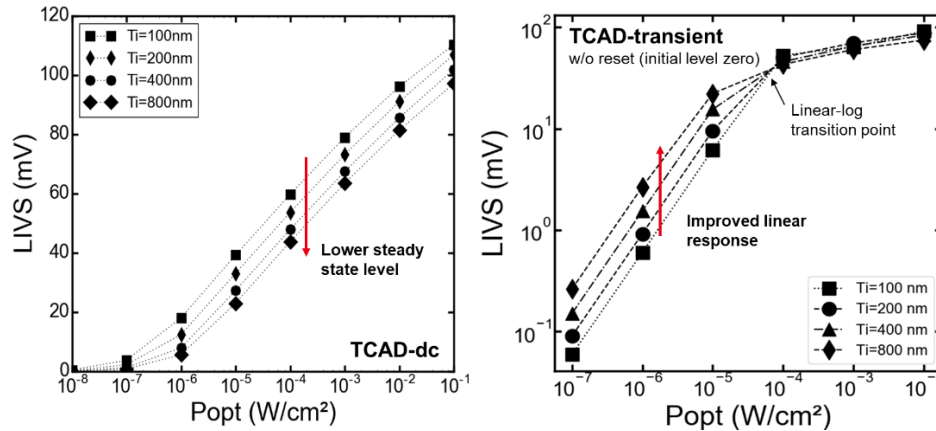 Ti=100nm
Ti=200nm
Ti=400nm
Ti=800nm
120
100
80
60
40
20
0
LIVS (mV)
Lower steady
state level
TCAD-dc
10⁻⁸ 10⁻⁷ 10⁻⁶ 10⁻⁵ 10⁻⁴ 10⁻³ 10⁻² 10⁻¹
Popt (W/cm²)
TCAD-transient
w/o reset (initial level zero)
Linear-log
transition point
Improved linear
response
10²
10¹
10⁰
10⁻¹
LIVS (mV)
Ti=100 nm
Ti=200 nm
Ti=400 nm
Ti=800 nm
10⁻⁷ 10⁻⁶ 10⁻⁵ 10⁻⁴ 10⁻³ 10⁻²
Popt (W/cm²)